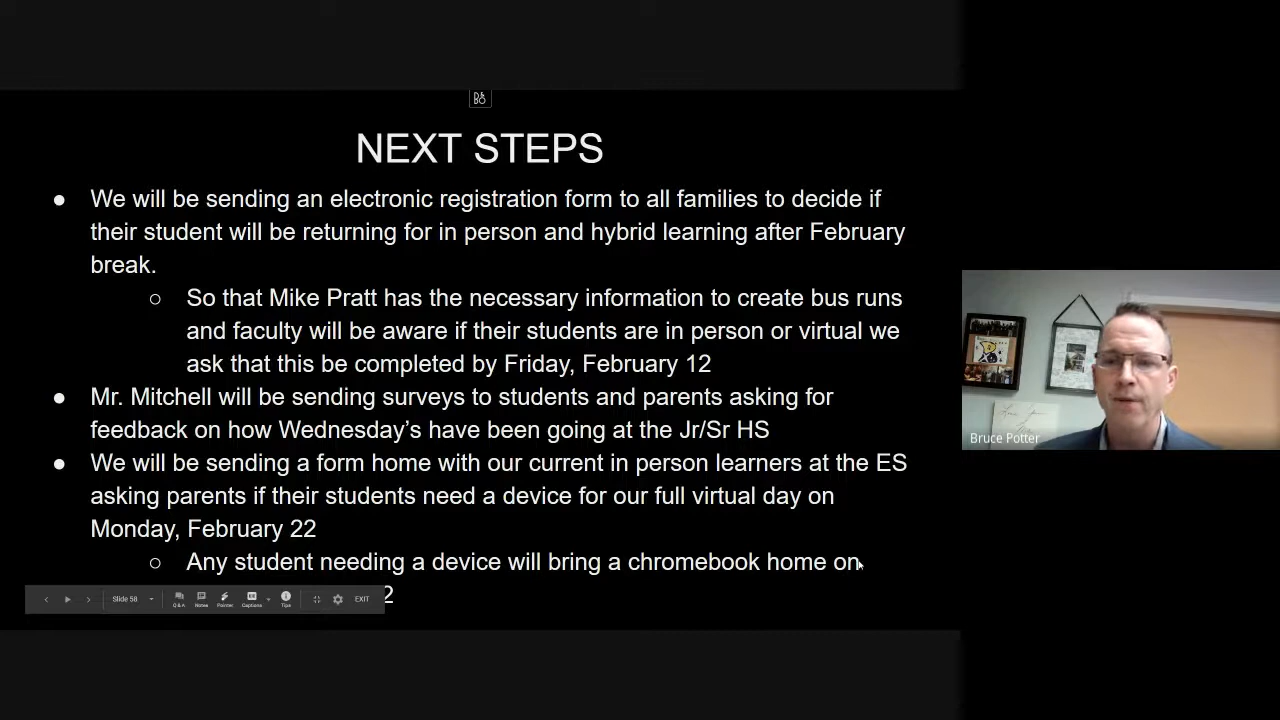 NEXT STEPS
● We will be sending an electronic registration form to all families to decide if
their student will be returning for in person and hybrid learning after February
break.
○ So that Mike Pratt has the necessary information to create bus runs
and faculty will be aware if their students are in person or virtual we
ask that this be completed by Friday, February 12
● Mr. Mitchell will be sending surveys to students and parents asking for
feedback on how Wednesday's have been going at the Jr/Sr HS
● We will be sending a form home with our current in person learners at the ES
asking parents if their students need a device for our full virtual day on
Monday, February 22
○ Any student needing a device will bring a chromebook home on
2
Slide 58
Q & A
Notes
Pointer
Captions
Tips
EXIT
Bruce Potter